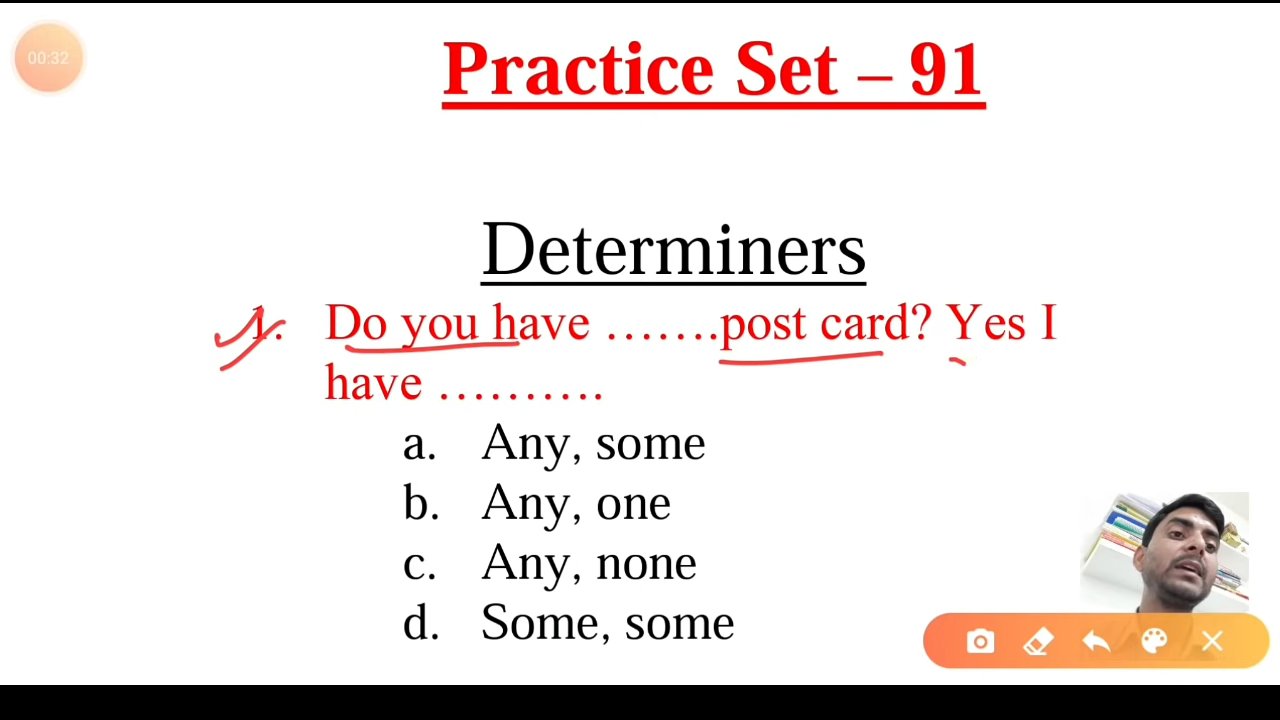 00:32
Practice Set – 91
Determiners
1. Do you have …….post card? Yes I
have ……….
a. Any, some
b. Any, one
c. Any, none
d. Some, some